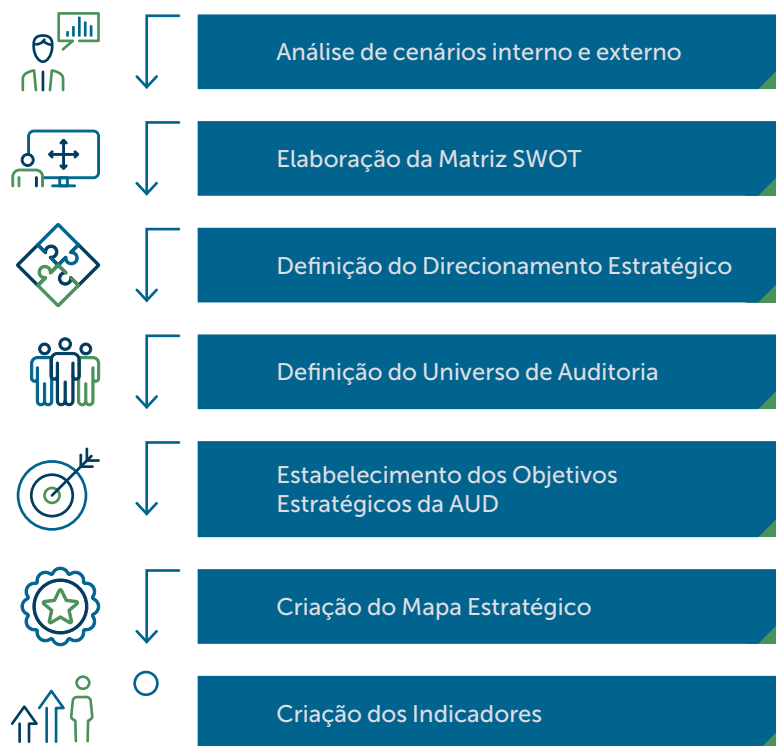 Análise de cenários interno e externo
Elaboração da Matriz SWOT
Definição do Direcionamento Estratégico
Definição do Universo de Auditoria
Estabelecimento dos Objetivos
Estratégicos da AUD
Criação do Mapa Estratégico
Criação dos Indicadores